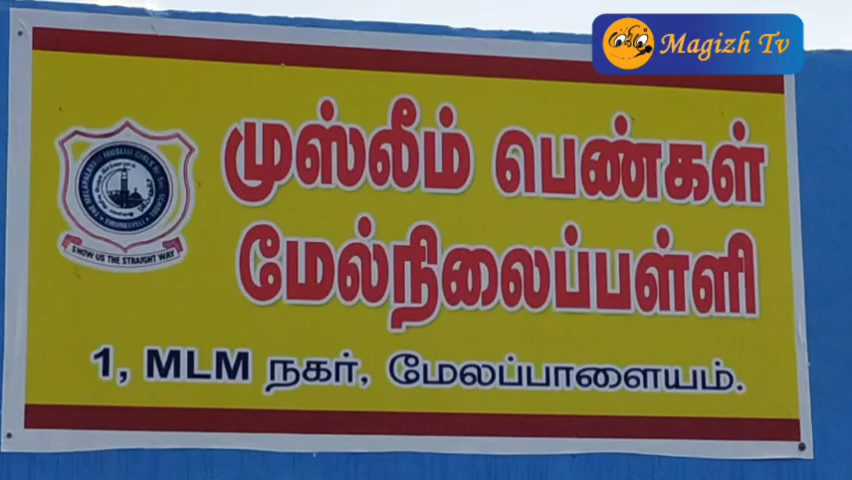 Magizh Tv
முஸ்லீம் பெண்கள்
மேல்நிலைப்பள்ளி
SHOW US THE STRAIGHT WAY
1, MLM நகர், மேலப்பாளையம்.